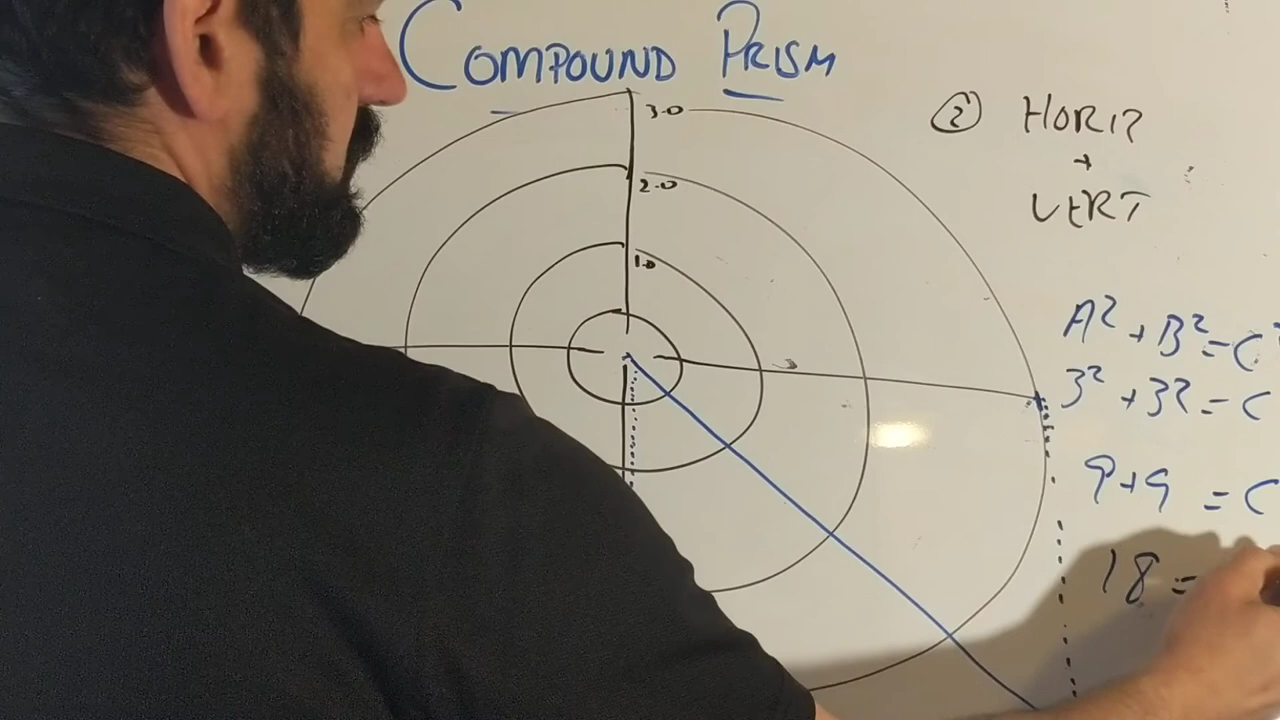 COMPOUND PRISM
3.0
2.0
1.0
② HORIZ
+
VERT
A² + B² = C
3² + 3² = C
9 + 9 = C
18 =